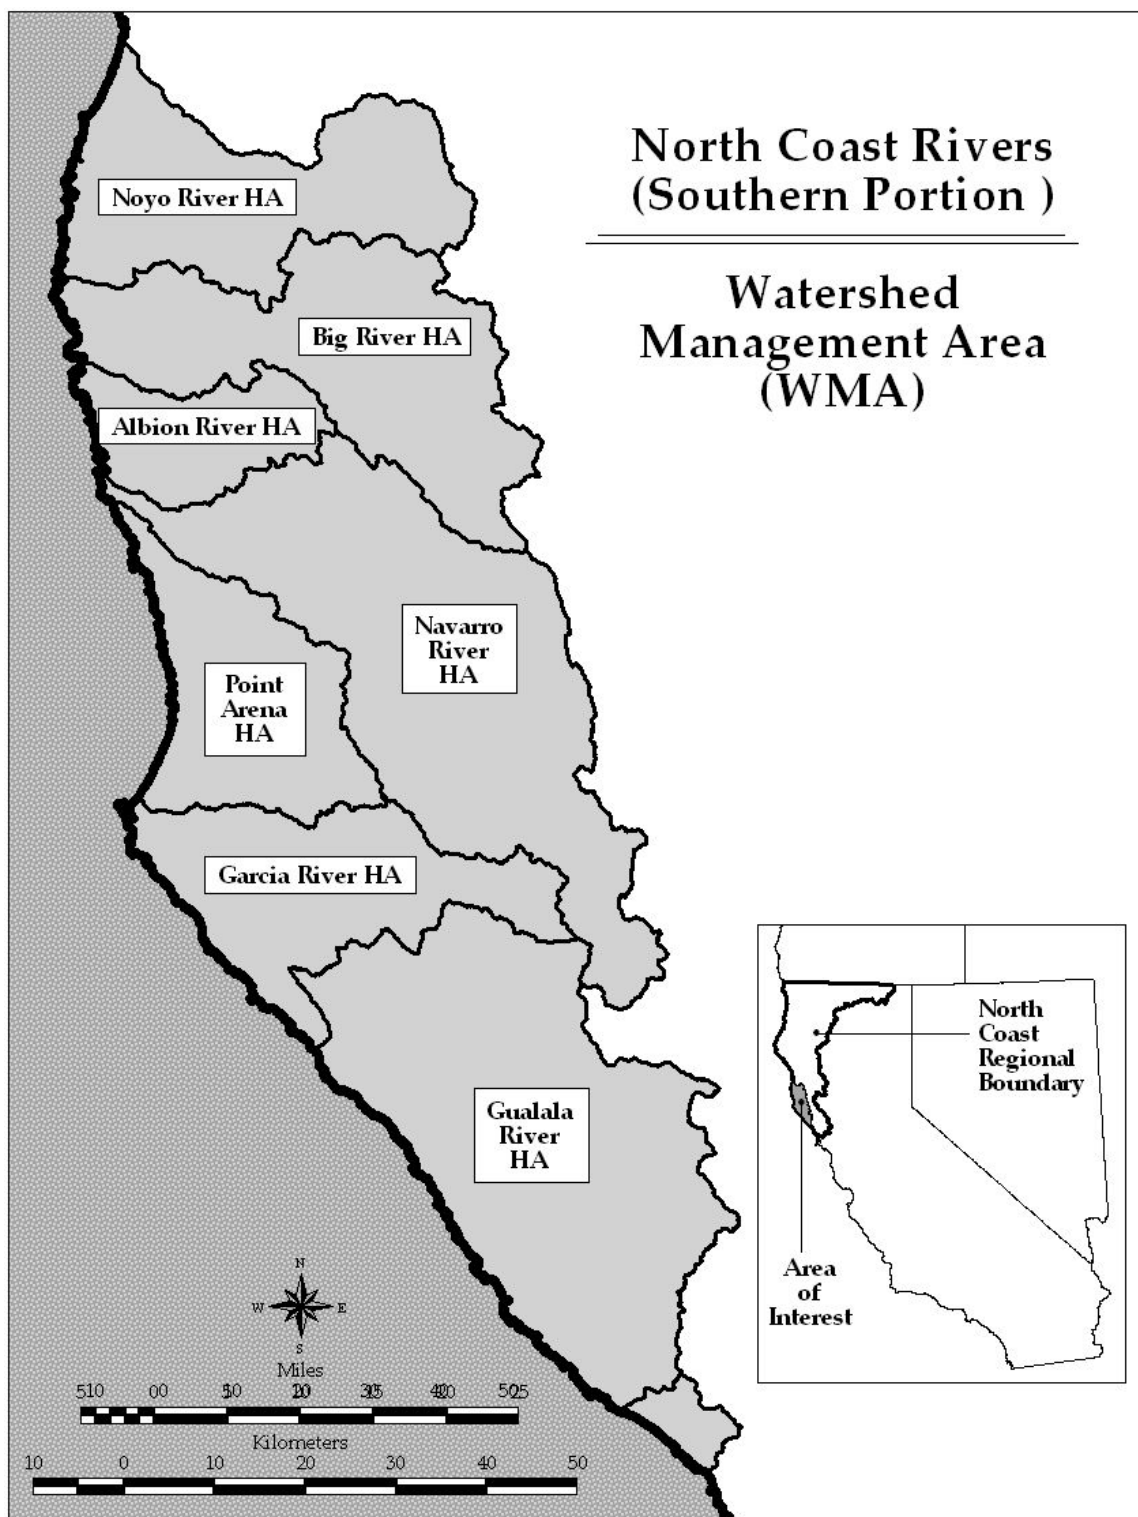 North Coast Rivers
(Southern Portion )
Watershed
Management Area
(WMA)
Noyo River HA
Big River HA
Albion River HA
Navarro
River
HA
Point
Arena
HA
Garcia River HA
Gualala
River
HA
North
Coast
Regional
Boundary
Area
of
Interest
N
W E
S
Miles
Kilometers
10 0 10 20 30 40 50